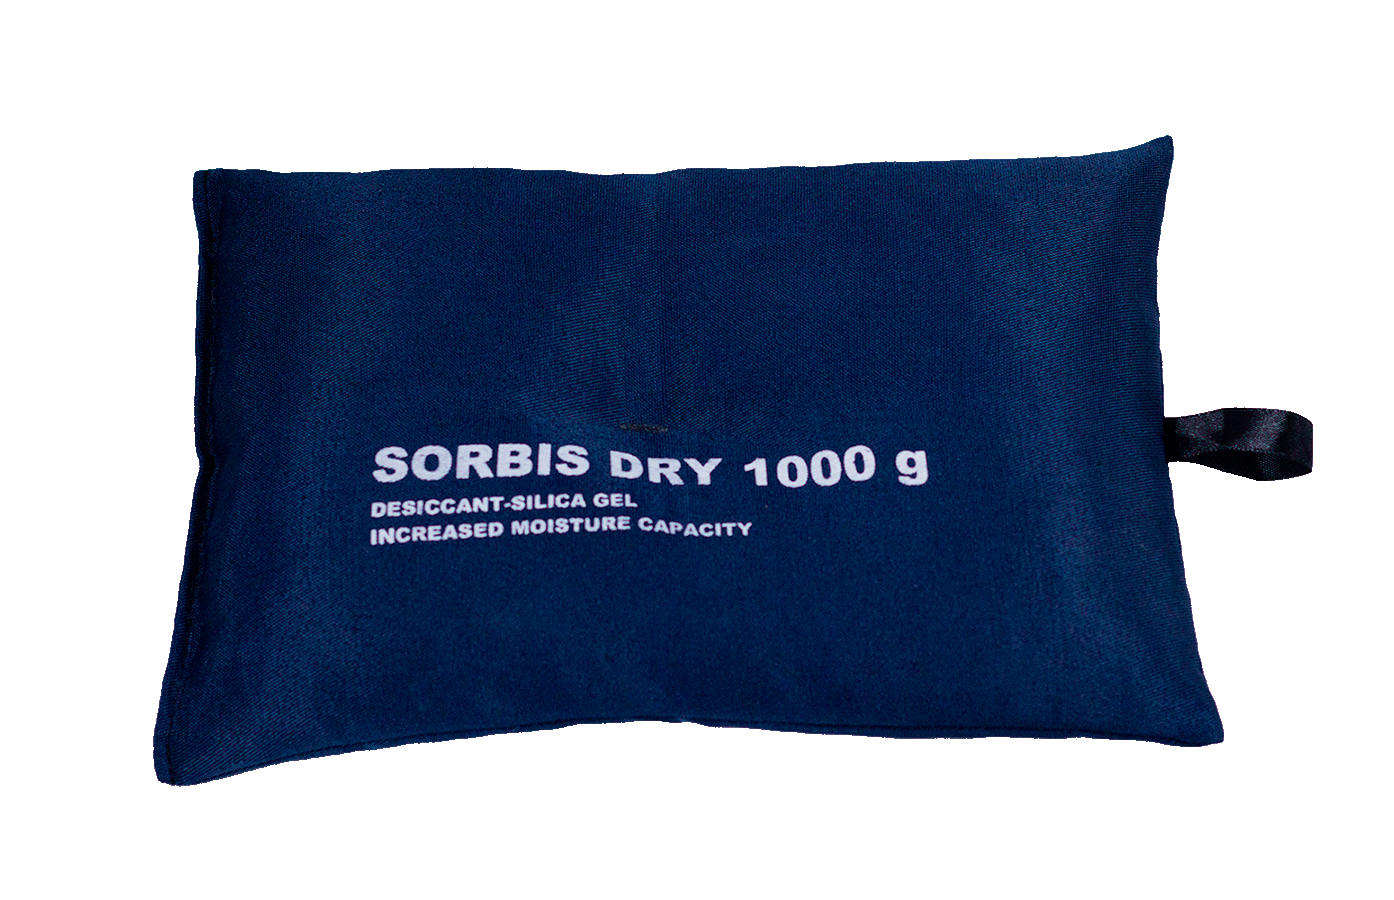 SORBIS DRY 1000 g
DESICCANT-SILICA GEL
INCREASED MOISTURE CAPACITY